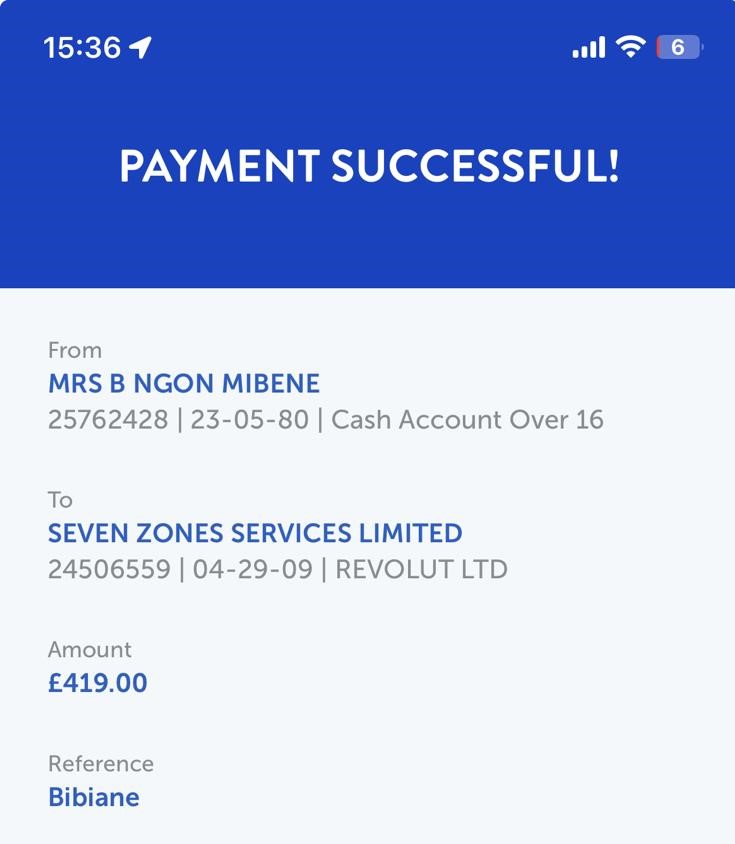 15:36
6
PAYMENT SUCCESSFUL!
From
MRS B NGON MIBENE
25762428 | 23-05-80 | Cash Account Over 16
To
SEVEN ZONES SERVICES LIMITED
24506559 | 04-29-09 | REVOLUT LTD
Amount
£419.00
Reference
Bibiane